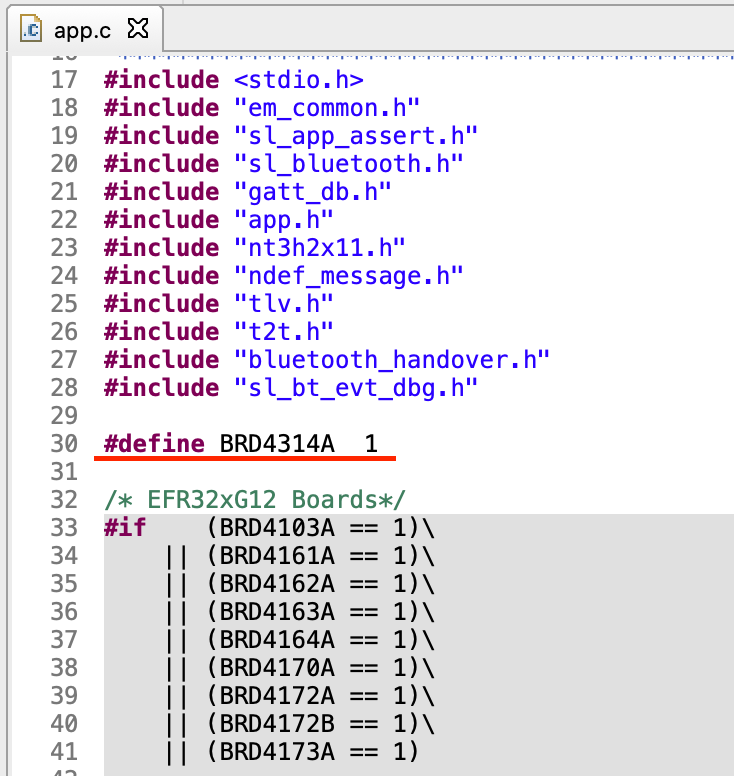 .c app.c
17 #include <stdio.h>
18 #include "em_common.h"
19 #include "sl_app_assert.h"
20 #include "sl_bluetooth.h"
21 #include "gatt_db.h"
22 #include "app.h"
23 #include "nt3h2x11.h"
24 #include "ndef_message.h"
25 #include "tlv.h"
26 #include "t2t.h"
27 #include "bluetooth_handover.h"
28 #include "sl_bt_evt_dbg.h"
29
30 #define BRD4314A  1
31
32 /* EFR32xG12 Boards*/
33 #if    (BRD4103A == 1)\
34     || (BRD4161A == 1)\
35     || (BRD4162A == 1)\
36     || (BRD4163A == 1)\
37     || (BRD4164A == 1)\
38     || (BRD4170A == 1)\
39     || (BRD4172A == 1)\
40     || (BRD4172B == 1)\
41     || (BRD4173A == 1)